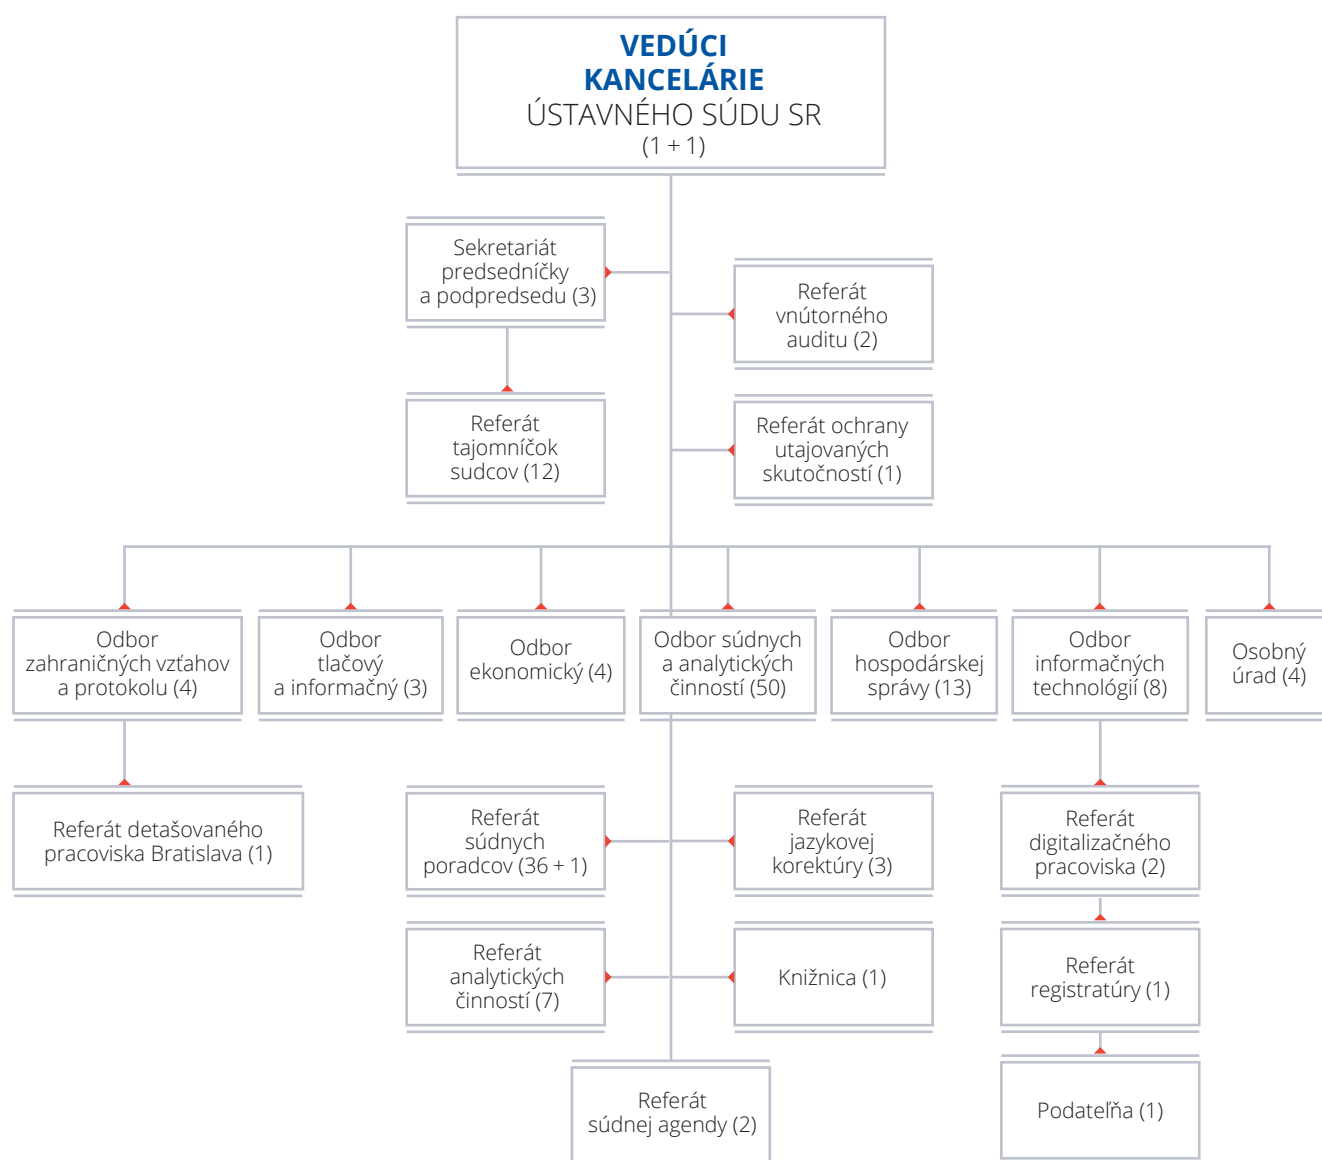 VEDÚCI
KANCELÁRIE
ÚSTAVNÉHO SÚDU SR
(1 + 1)
Sekretariát
predsedníčky
a podpredsedu (3)
Referát
vnútorného
auditu (2)
Referát
tajomníčok
sudcov (12)
Referát ochrany
utajovaných
skutočností (1)
Odbor
zahraničných vzťahov
a protokolu (4)
Odbor
tlačový
a informačný (3)
Odbor
ekonomický (4)
Odbor súdnych
a analytických
činností (50)
Odbor
hospodárskej
správy (13)
Odbor
informačných
technológií (8)
Osobný
úrad (4)
Referát detašovaného
pracoviska Bratislava (1)
Referát
súdnych
poradcov (36 + 1)
Referát
jazykovej
korektúry (3)
Referát
digitalizačného
pracoviska (2)
Referát
analytických
činností (7)
Knižnica (1)
Referát
registratúry (1)
Referát
súdnej agendy (2)
Podateľňa (1)